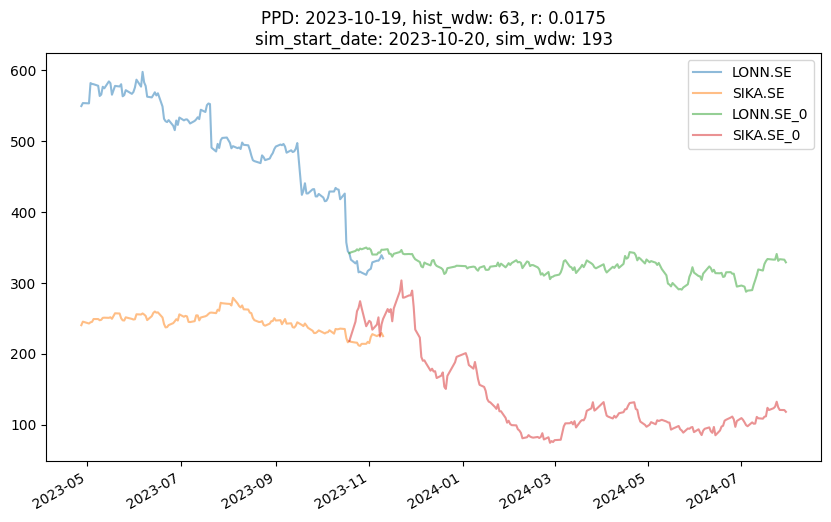 PPD: 2023-10-19, hist_wdw: 63, r: 0.0175
sim_start_date: 2023-10-20, sim_wdw: 193
LONN.SE
SIKA.SE
LONN.SE_0
SIKA.SE_0
600
500
400
300
200
100
2023-05
2023-07
2023-09
2023-11
2024-01
2024-03
2024-05
2024-07